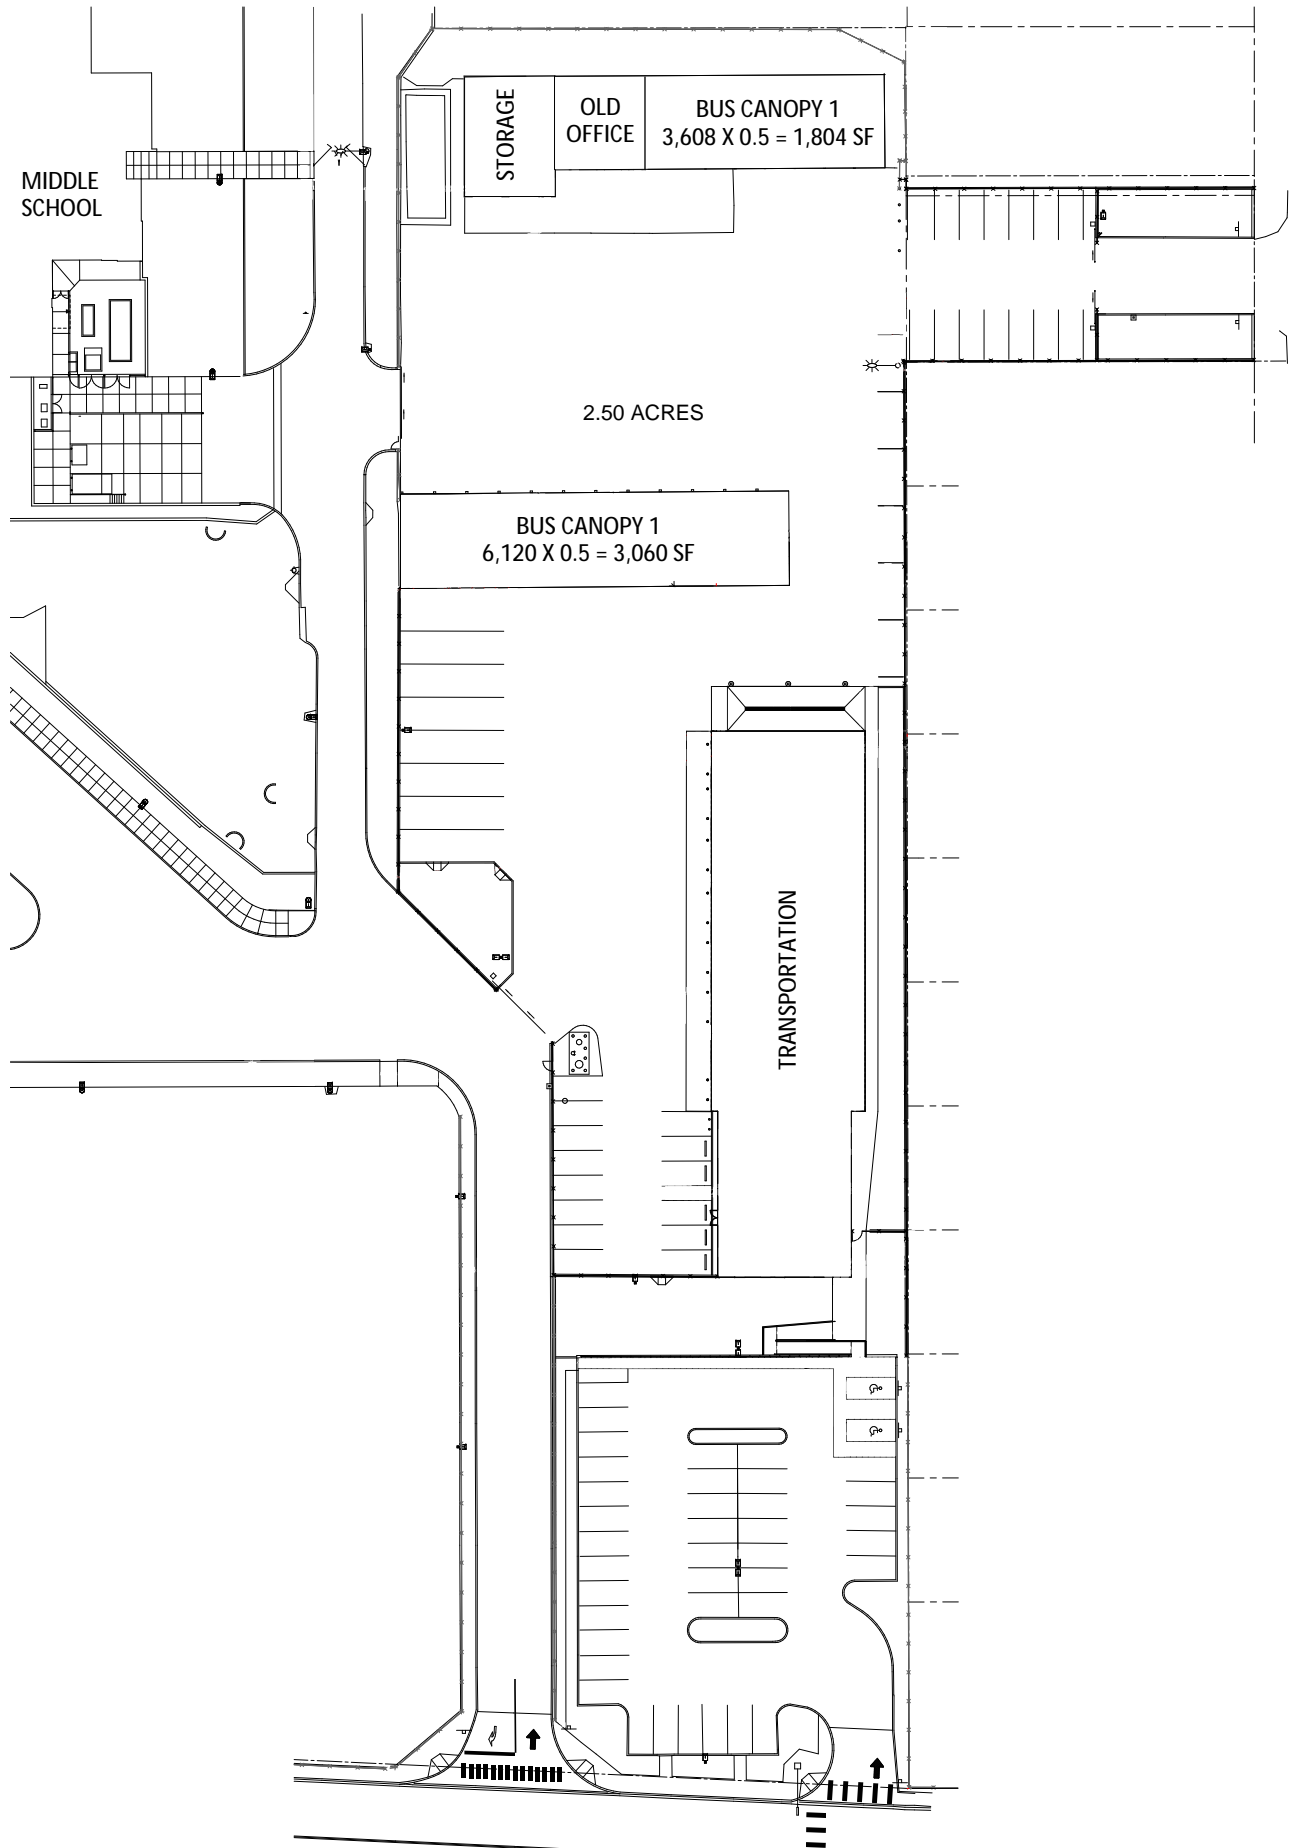 STORAGE
OLD
OFFICE
BUS CANOPY 1
3,608 X 0.5 = 1,804 SF
MIDDLE
SCHOOL
2.50 ACRES
BUS CANOPY 1
6,120 X 0.5 = 3,060 SF
TRANSPORTATION